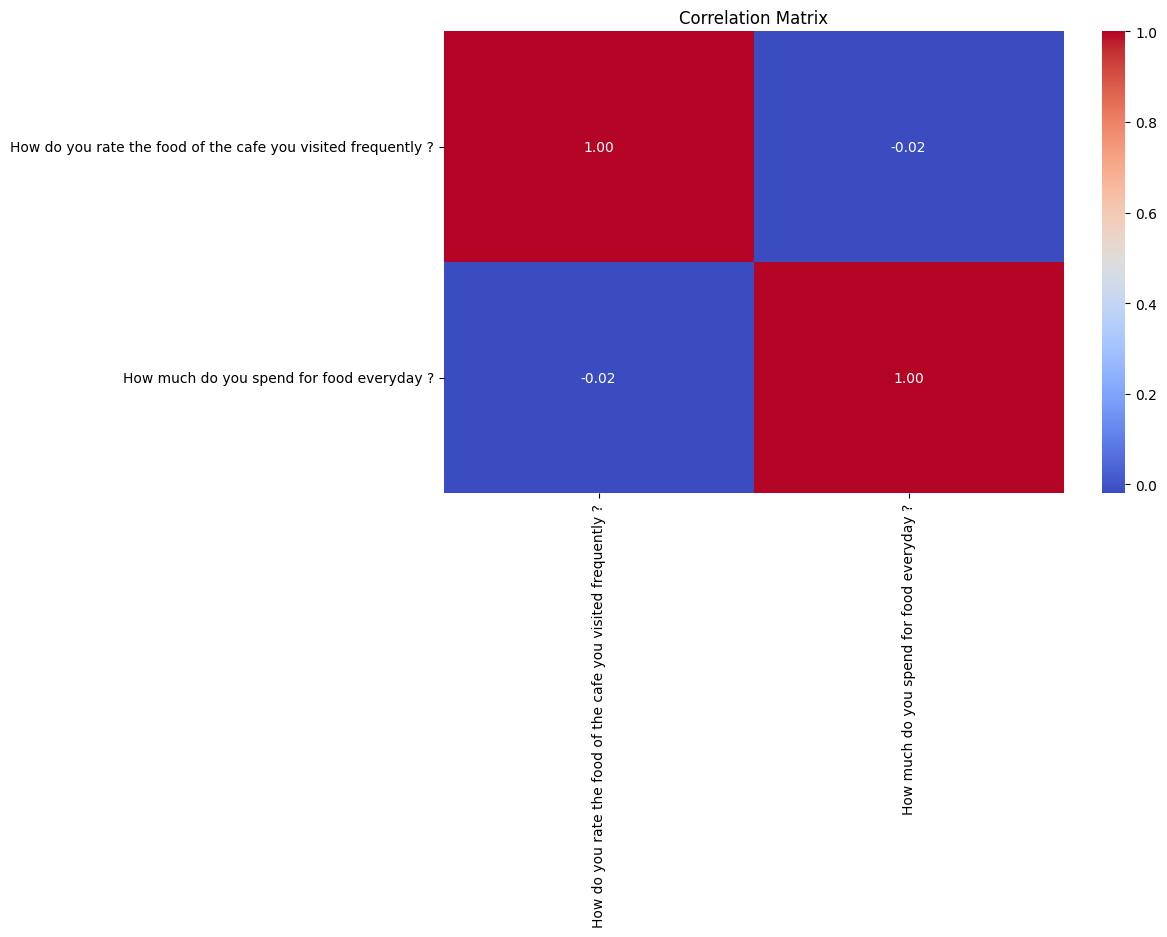 Correlation Matrix
How do you rate the food of the cafe you visited frequently ?
1.00
-0.02
How much do you spend for food everyday ?
-0.02
1.00
How do you rate the food of the cafe you visited frequently ?
How much do you spend for food everyday ?
1.0
0.8
0.6
0.4
0.2
0.0